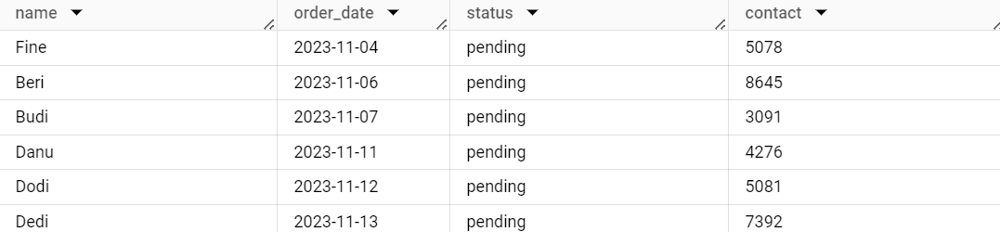 name order_date status contact
Fine 2023-11-04 pending 5078
Beri 2023-11-06 pending 8645
Budi 2023-11-07 pending 3091
Danu 2023-11-11 pending 4276
Dodi 2023-11-12 pending 5081
Dedi 2023-11-13 pending 7392